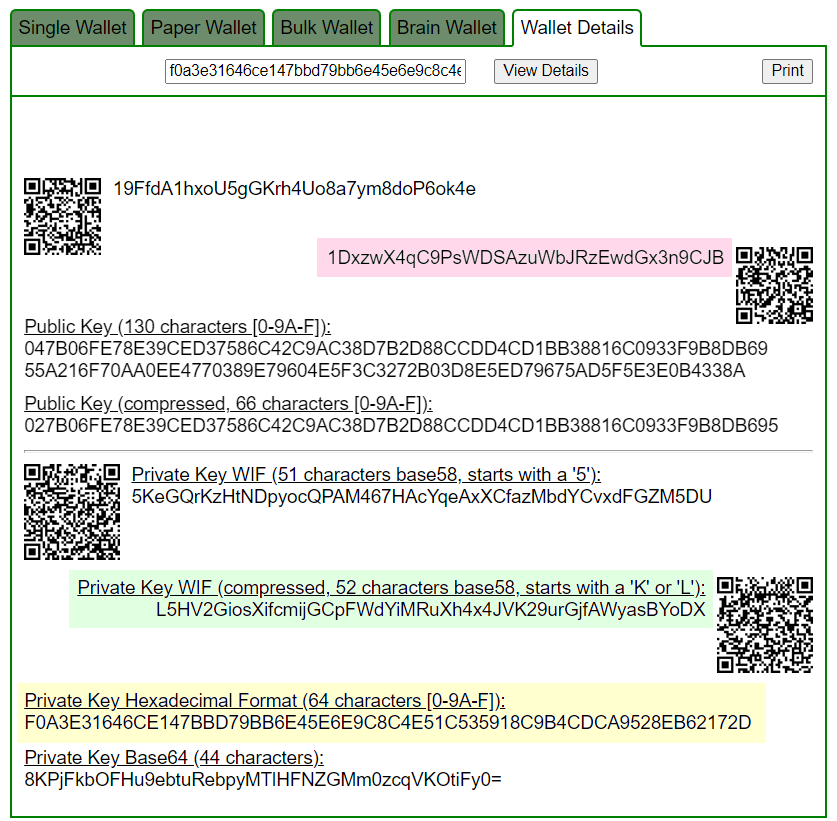 Single Wallet Paper Wallet Bulk Wallet Brain Wallet Wallet Details
f0a3e31646ce147bbd79bb6e45e6e9c8c4e View Details Print
19FfdA1hxoU5gGKrh4Uo8a7ym8doP6ok4e
1DxzwX4qC9PsWDSAzuWbJRzEwdGx3n9CJB
Public Key (130 characters [0-9A-F]):
047B06FE78E39CED37586C42C9AC38D7B2D88CCDD4CD1BB38816C0933F9B8DB69
55A216F70AA0EE4770389E79604E5F3C3272B03D8E5ED79675AD5F5E3E0B4338A
Public Key (compressed, 66 characters [0-9A-F]):
027B06FE78E39CED37586C42C9AC38D7B2D88CCDD4CD1BB38816C0933F9B8DB695
Private Key WIF (51 characters base58, starts with a '5'):
5KeGQrKzHtNDpyocQPAM467HAcYqeAxXCfazMbdYCvxdFGZM5DU
Private Key WIF (compressed, 52 characters base58, starts with a 'K' or 'L'):
L5HV2GiosXifcmijGCpFWdYiMRuXh4x4JVK29urGjfAWyasBYoDX
Private Key Hexadecimal Format (64 characters [0-9A-F]):
F0A3E31646CE147BBD79BB6E45E6E9C8C4E51C535918C9B4CDCA9528EB62172D
Private Key Base64 (44 characters):
8KPjFkbOFHu9ebtuRebpyMTlHFNZGMm0zcqVKOtiFy0=